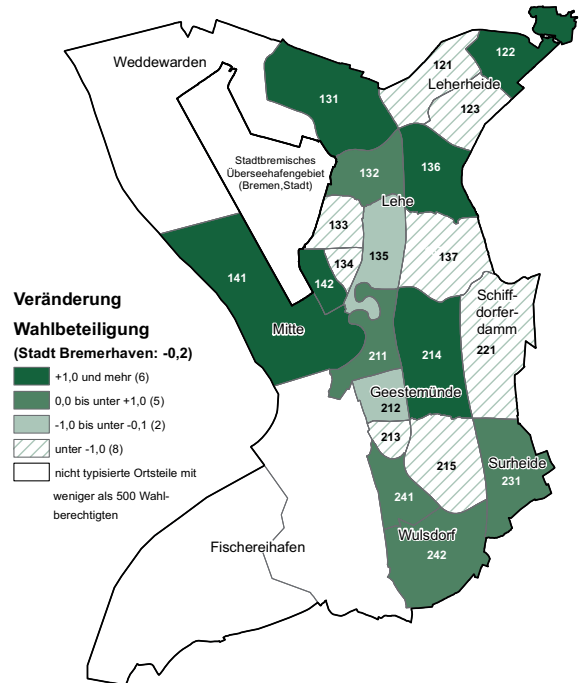 122
Weddewarden
121
Leherheide
131
123
Stadtbremisches
Überseehafengebiet
(Bremen,Stadt)
132
136
Lehe
133
137
134
135
141
142
Veränderung
Wahlbeteiligung
(Stadt Bremerhaven: -0,2)
+1,0 und mehr (6)
0,0 bis unter +1,0 (5)
-1,0 bis unter -0,1 (2)
unter -1,0 (8)
nicht typisierte Ortsteile mit
weniger als 500 Wahl-
berechtigten
Mitte
Schiff-
dorfer-
damm
221
211
214
Geestemünde
212
213
215
Surheide
231
241
Wulsdorf
242
Fischereihafen